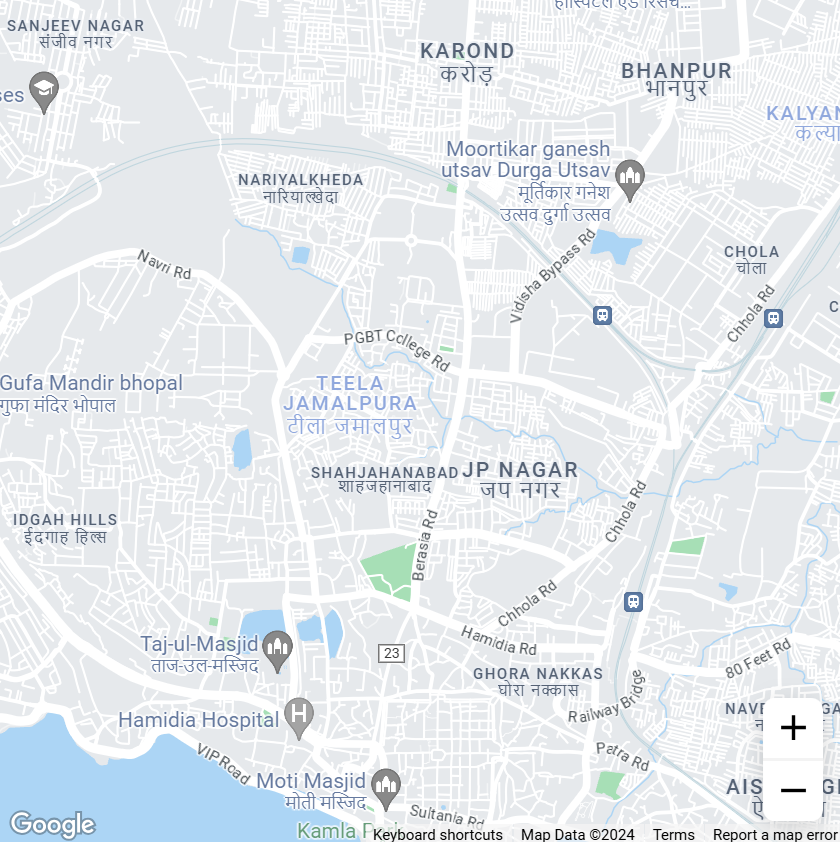 हॉस्पिटल एंड रिसर्च…
SANJEEV NAGAR
संजीव नगर
KAROND
करोड़
BHANPUR
भानपुर
ses
KALYAN
कल्या
Moortikar ganesh
utsav Durga Utsav
मूर्तिकार गनेश
उत्सव दुर्गा उत्सव
NARIYALKHEDA
नारियाल्खेदा
Navri Rd
CHOLA
चोला
Vidisha Bypass Rd
Chhola Rd
C
PGBT College Rd
Gufa Mandir bhopal
गुफा मंदिर भोपाल
TEELA
JAMALPURA
टीला जमालपुर
SHAHJAHANABAD
शाहजहानाबाद
JP NAGAR
जप नगर
Chhola Rd
IDGAH HILLS
ईदगाह हिल्स
Berasia Rd
Chhola Rd
Hamidia Rd
Taj-ul-Masjid
ताज-उल-मस्जिद
23
80 Feet Rd
GHORA NAKKAS
घोरा नक्कास
Railway Bridge
Hamidia Hospital
H
VIP Road
Patra Rd
Moti Masjid
मोती मस्जिद
Sultania Rd
Google
Keyboard shortcuts Map Data ©2024 Terms Report a map error